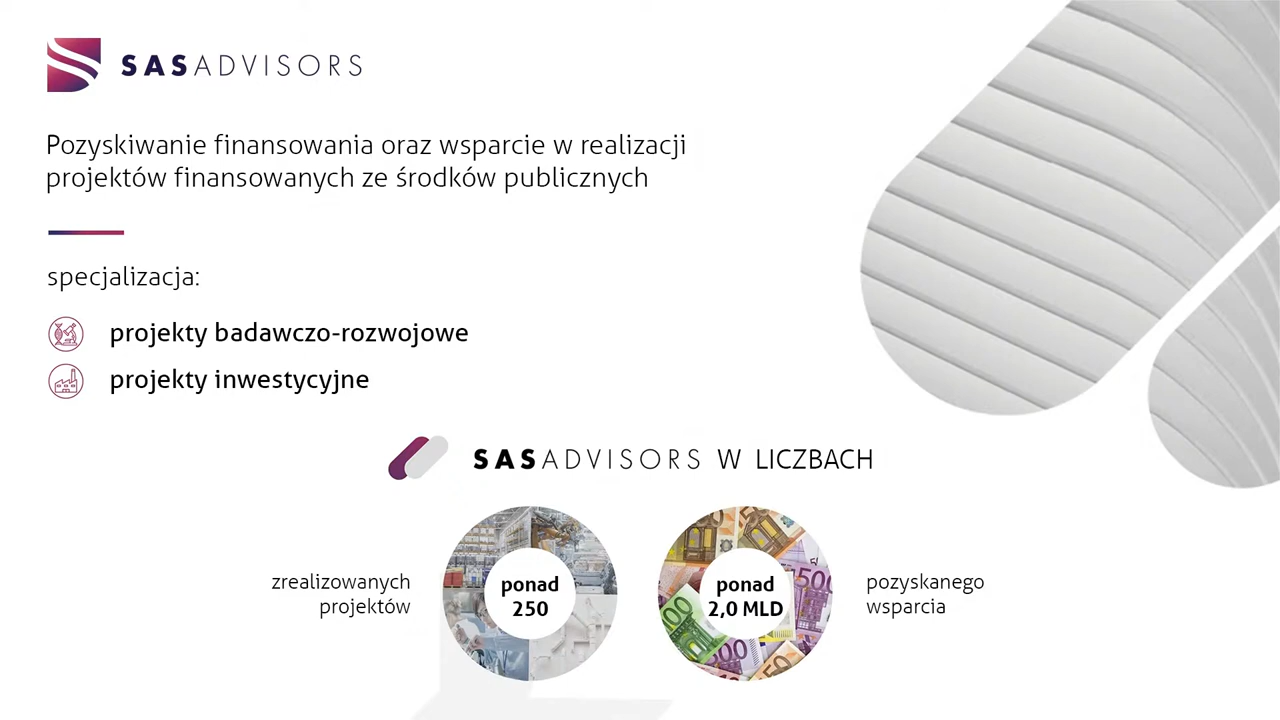 SASADVISORS
Pozyskiwanie finansowania oraz wsparcie w realizacji
projektów finansowanych ze środków publicznych
specjalizacja:
projekty badawczo-rozwojowe
projekty inwestycyjne
SASADVISORS W LICZBACH
zrealizowanych
projektów
ponad
250
ponad
2,0 MLD
pozyskanego
wsparcia